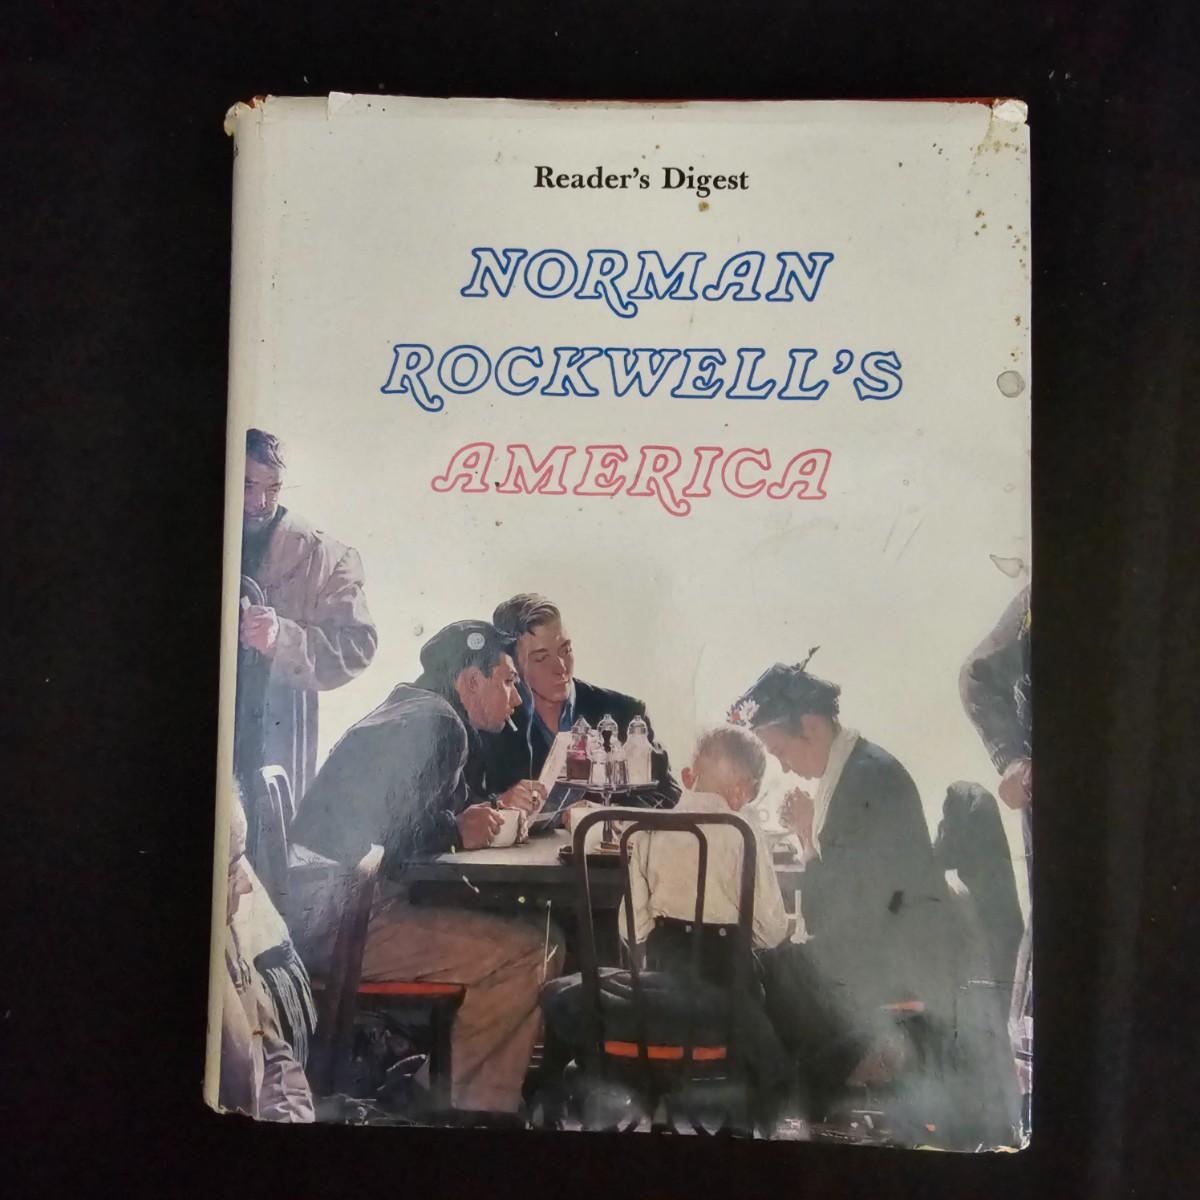 Reader's Digest
NORMAN
ROCKWELL'S
AMERICA